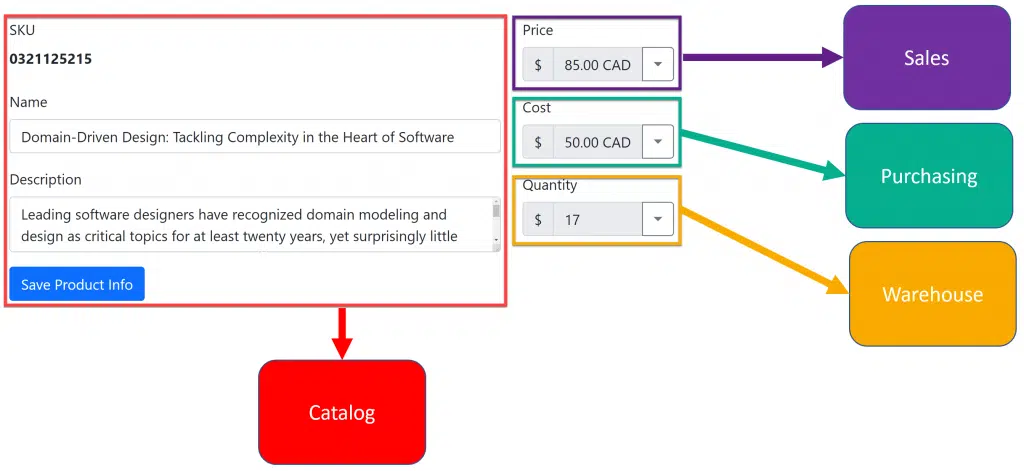 SKU
0321125215
Name
Domain-Driven Design: Tackling Complexity in the Heart of Software
Description
Leading software designers have recognized domain modeling and
design as critical topics for at least twenty years, yet surprisingly little
Save Product Info
Price
$ 85.00 CAD
Cost
$ 50.00 CAD
Quantity
$ 17
Sales
Purchasing
Warehouse
Catalog